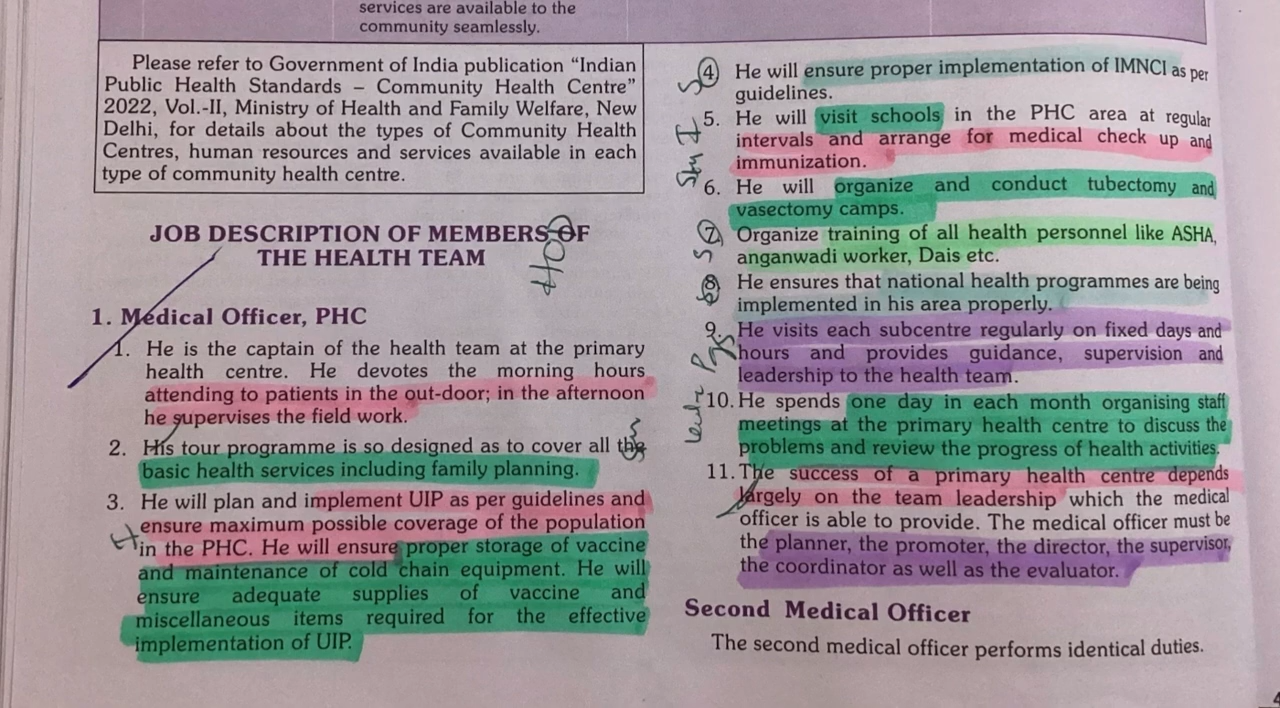 services are available to the
community seamlessly.
Please refer to Government of India publication “Indian
Public Health Standards – Community Health Centre”
2022, Vol.-II, Ministry of Health and Family Welfare, New
Delhi, for details about the types of Community Health
Centres, human resources and services available in each
type of community health centre.
JOB DESCRIPTION OF MEMBERS OF
THE HEALTH TEAM
1. Medical Officer, PHC
1. He is the captain of the health team at the primary
health centre. He devotes the morning hours
attending to patients in the out-door; in the afternoon
he supervises the field work.
2. His tour programme is so designed as to cover all the
basic health services including family planning.
3. He will plan and implement UIP as per guidelines and
ensure maximum possible coverage of the population
in the PHC. He will ensure proper storage of vaccine
and maintenance of cold chain equipment. He will
ensure adequate supplies of vaccine and
miscellaneous items required for the effective
implementation of UIP.
4. He will ensure proper implementation of IMNCI as per
guidelines.
5. He will visit schools in the PHC area at regular
intervals and arrange for medical check up and
immunization.
6. He will organize and conduct tubectomy and
vasectomy camps.
7. Organize training of all health personnel like ASHA,
anganwadi worker, Dais etc.
8. He ensures that national health programmes are being
implemented in his area properly.
9. He visits each subcentre regularly on fixed days and
hours and provides guidance, supervision and
leadership to the health team.
10. He spends one day in each month organising staff
meetings at the primary health centre to discuss the
problems and review the progress of health activities.
11. The success of a primary health centre depends
largely on the team leadership which the medical
officer is able to provide. The medical officer must be
the planner, the promoter, the director, the supervisor,
the coordinator as well as the evaluator.
Second Medical Officer
The second medical officer performs identical duties.